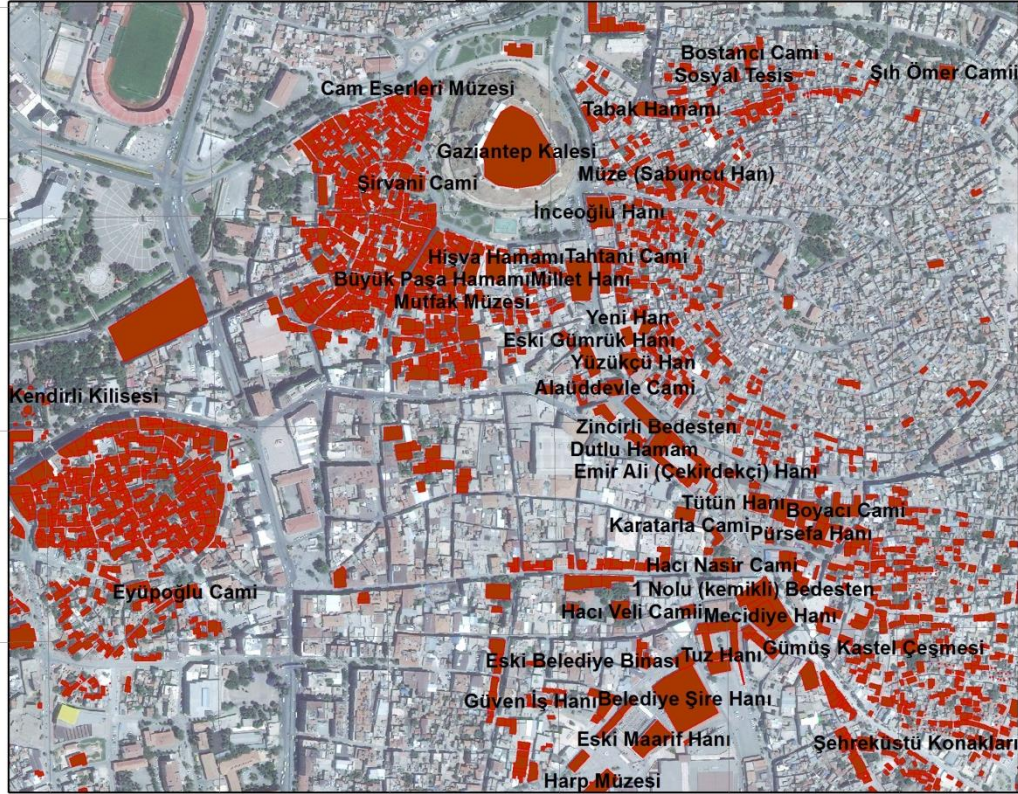 Bostancı Cami
Sosyal Tesis
Şıh Ömer Camii
Cam Eserleri Müzesi
Tabak Hamamı
Gaziantep Kalesi
Müze (Sabuncu Han)
Şirvani Cami
İnceoğlu Hanı
Hışva Hamamı
Tahtani Cami
Büyük Paşa Hamamı
Millet Hanı
Mutfak Müzesi
Yeni Han
Eski Gümrük Hanı
Yüzükçü Han
Alaüddevle Cami
Kendirli Kilisesi
Zincirli Bedesten
Dutlu Hamam
Emir Ali (Çekirdekçi) Hanı
Tütün Hanı
Boyacı Cami
Karatarla Cami
Pürsefa Hanı
Hacı Nasır Cami
Eyüpoğlu Cami
1 Nolu (kemikli) Bedesten
Hacı Veli Camii
Mecidiye Hanı
Gümüş Kastel Çeşmesi
Eski Belediye Binası
Tuz Hanı
Güven İş Hanı
Belediye Şire Hanı
Eski Maarif Hanı
Şehreküstü Konakları
Harp Müzesi